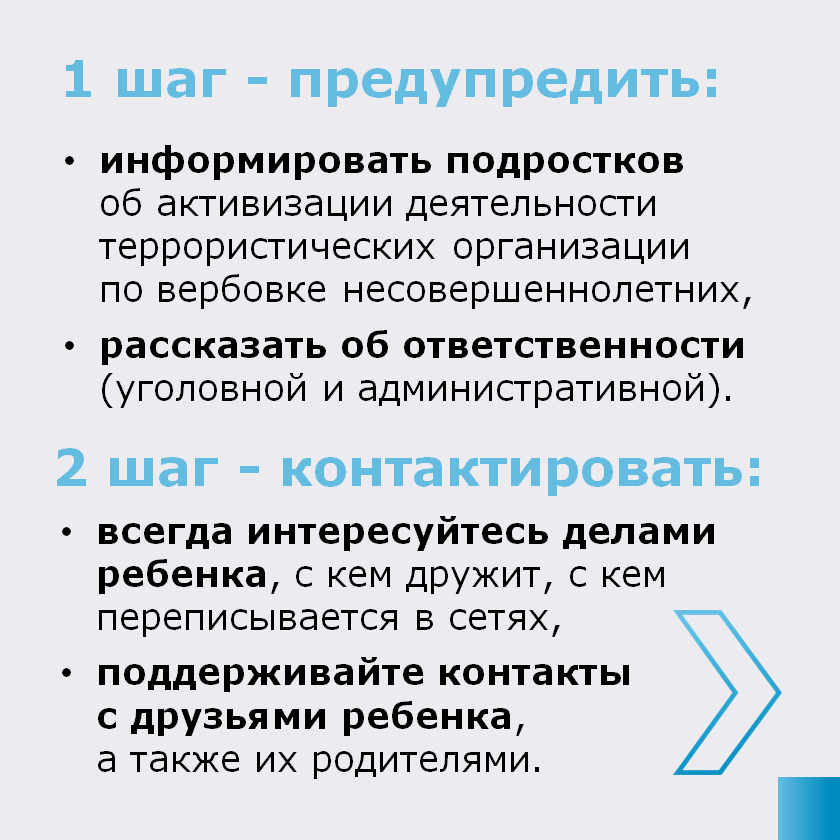 1 шаг - предупредить:
• информировать подростков
об активизации деятельности
террористических организации
по вербовке несовершеннолетних,
• рассказать об ответственности
(уголовной и административной).
2 шаг - контактировать:
• всегда интересуйтесь делами
ребенка, с кем дружит, с кем
переписывается в сетях,
• поддерживайте контакты
с друзьями ребенка,
а также их родителями.